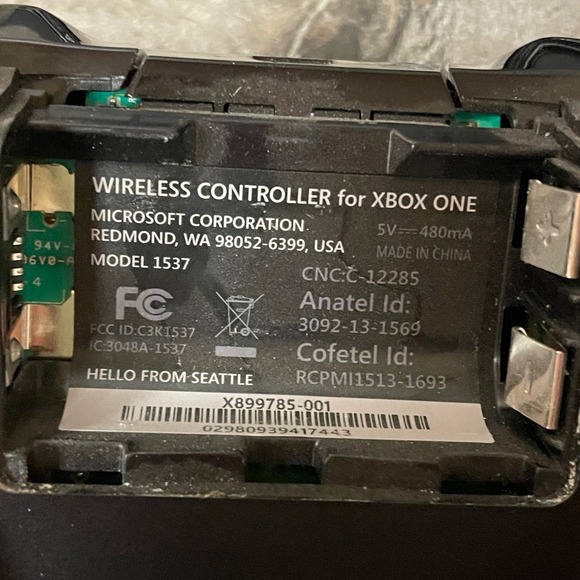 WIRELESS CONTROLLER for XBOX ONE
MICROSOFT CORPORATION
REDMOND, WA 98052-6399, USA
MODEL 1537
5V⎓480mA
MADE IN CHINA
CNC:C-12285
Anatel Id:
3092-13-1569
Cofetel Id:
RCPMI1513-1693
FC
FCC ID:C3K1537
IC:3048A-1537
HELLO FROM SEATTLE
X899785-001
02980939417443
94V-
4
+
-